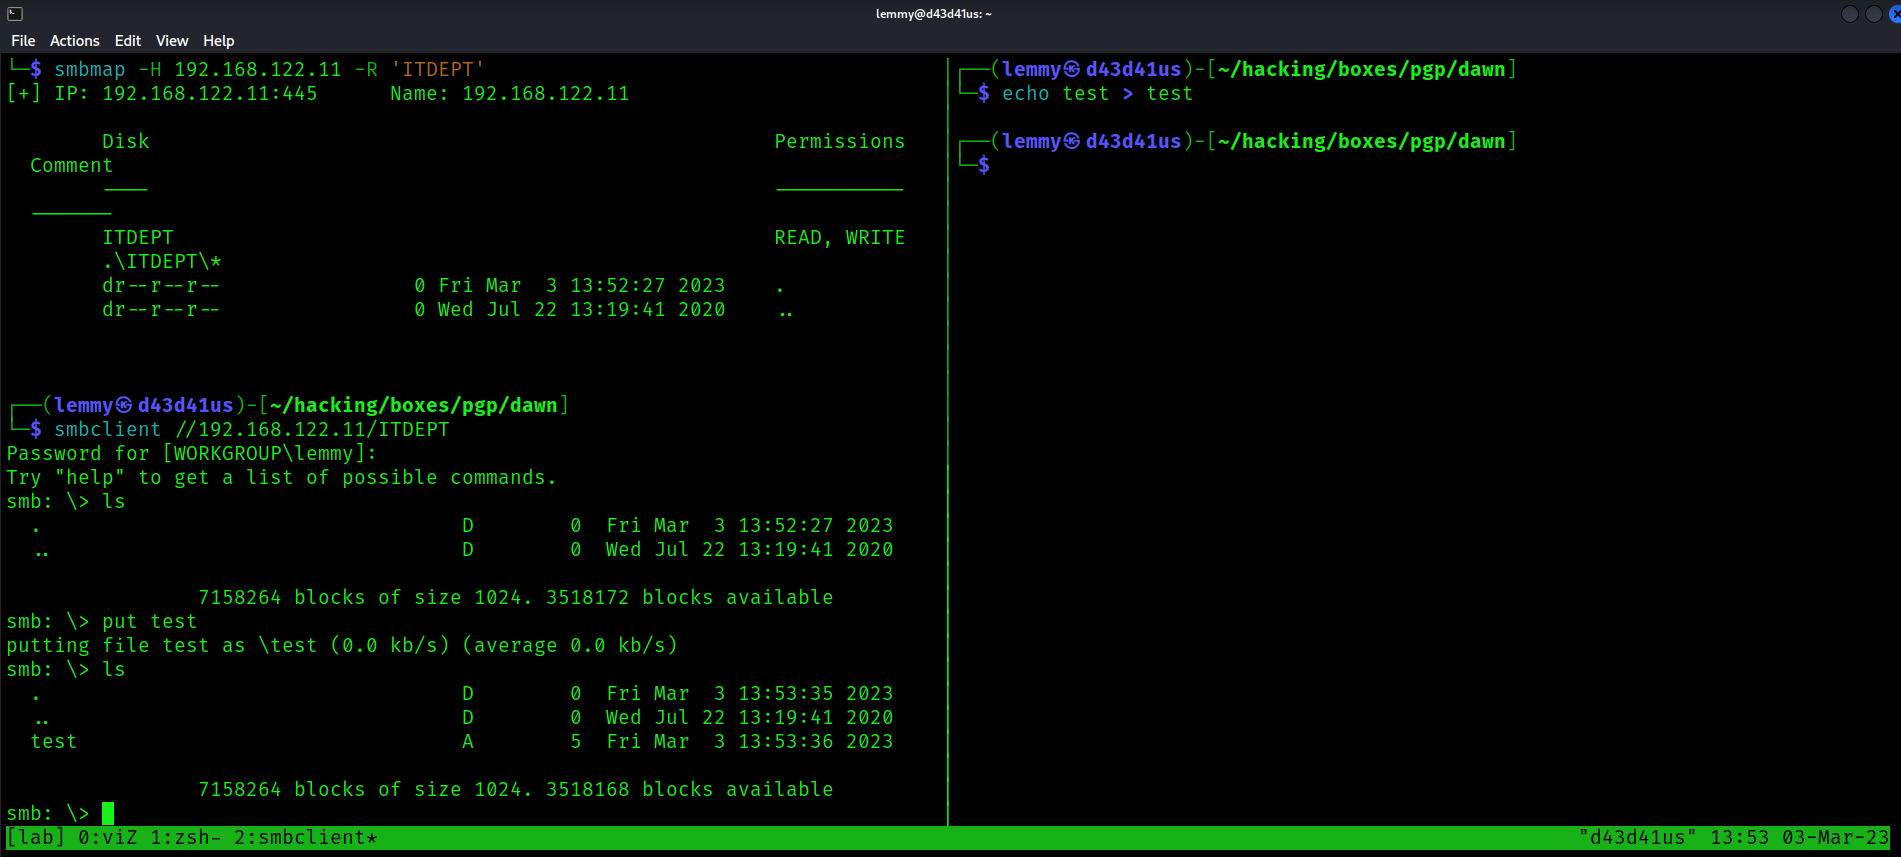 lemmy@d43d41us: ~
File Actions Edit View Help
└─$ smbmap -H 192.168.122.11 -R 'ITDEPT'
[+] IP: 192.168.122.11:445 Name: 192.168.122.11
Disk Permissions
Comment
---- -----------
-------
ITDEPT READ, WRITE
.\ITDEPT\*
dr--r--r-- 0 Fri Mar 3 13:52:27 2023 .
dr--r--r-- 0 Wed Jul 22 13:19:41 2020 ..
┌──(lemmy㉿d43d41us)-[~/hacking/boxes/pgp/dawn]
└─$ smbclient //192.168.122.11/ITDEPT
Password for [WORKGROUP\lemmy]:
Try "help" to get a list of possible commands.
smb: \> ls
. D 0 Fri Mar 3 13:52:27 2023
.. D 0 Wed Jul 22 13:19:41 2020
7158264 blocks of size 1024. 3518172 blocks available
smb: \> put test
putting file test as \test (0.0 kb/s) (average 0.0 kb/s)
smb: \> ls
. D 0 Fri Mar 3 13:53:35 2023
.. D 0 Wed Jul 22 13:19:41 2020
test A 5 Fri Mar 3 13:53:36 2023
7158264 blocks of size 1024. 3518168 blocks available
smb: \>
┌──(lemmy㉿d43d41us)-[~/hacking/boxes/pgp/dawn]
└─$ echo test > test
┌──(lemmy㉿d43d41us)-[~/hacking/boxes/pgp/dawn]
└─$
[lab] 0:viZ 1:zsh- 2:smbclient* "d43d41us" 13:53 03-Mar-23